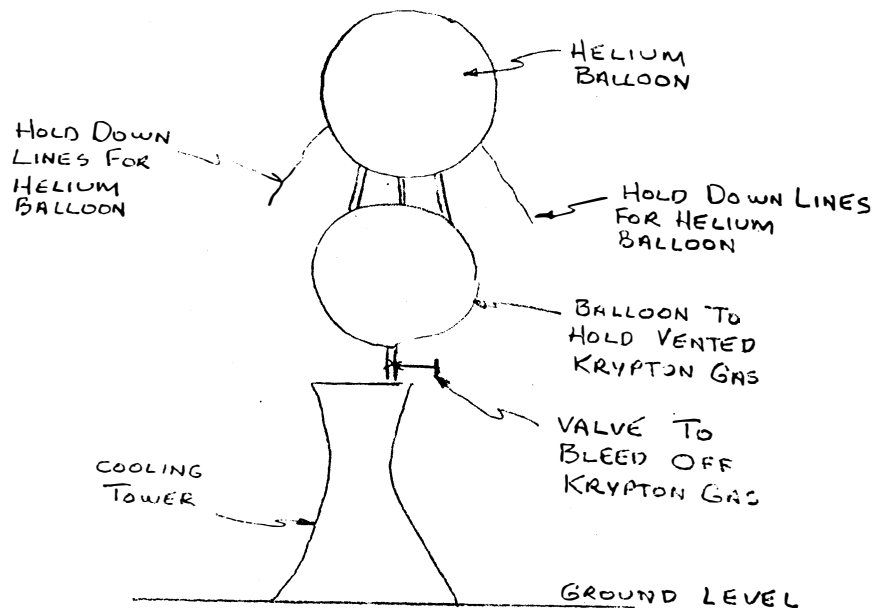 HELIUM
BALLOON
HOLD DOWN
LINES FOR
HELIUM
BALLOON
HOLD DOWN LINES
FOR HELIUM
BALLOON
BALLOON TO
HOLD VENTED
KRYPTON GAS
VALVE TO
BLEED OFF
KRYPTON GAS
COOLING
TOWER
GROUND LEVEL